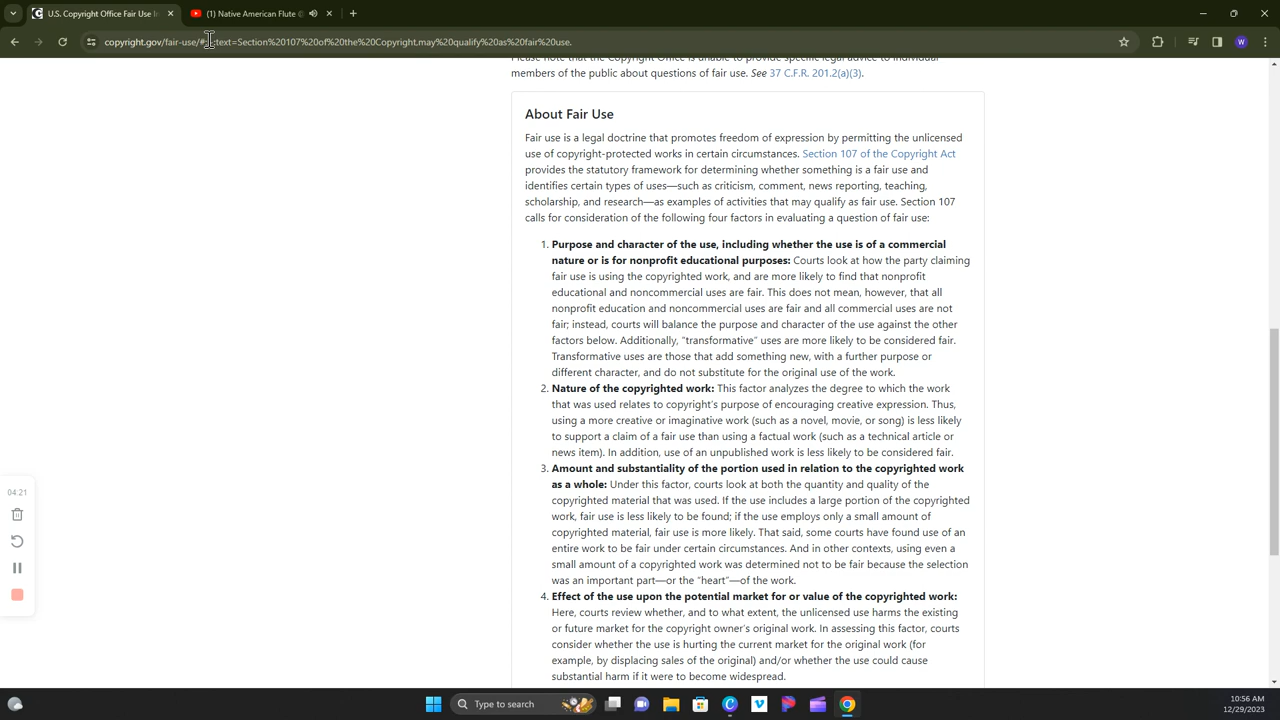 U.S. Copyright Office Fair Use In
(1) Native American Flute
copyright.gov/fair-use/#:~:text=Section%20107%20of%20the%20Copyright,may%20qualify%20as%20fair%20use.
W
Please note that the Copyright Office is unable to provide specific legal advice to individual
members of the public about questions of fair use. See 37 C.F.R. 201.2(a)(3).
About Fair Use
Fair use is a legal doctrine that promotes freedom of expression by permitting the unlicensed
use of copyright-protected works in certain circumstances. Section 107 of the Copyright Act
provides the statutory framework for determining whether something is a fair use and
identifies certain types of uses—such as criticism, comment, news reporting, teaching,
scholarship, and research—as examples of activities that may qualify as fair use. Section 107
calls for consideration of the following four factors in evaluating a question of fair use:
1. Purpose and character of the use, including whether the use is of a commercial
nature or is for nonprofit educational purposes: Courts look at how the party claiming
fair use is using the copyrighted work, and are more likely to find that nonprofit
educational and noncommercial uses are fair. This does not mean, however, that all
nonprofit education and noncommercial uses are fair and all commercial uses are not
fair; instead, courts will balance the purpose and character of the use against the other
factors below. Additionally, "transformative" uses are more likely to be considered fair.
Transformative uses are those that add something new, with a further purpose or
different character, and do not substitute for the original use of the work.
2. Nature of the copyrighted work: This factor analyzes the degree to which the work
that was used relates to copyright's purpose of encouraging creative expression. Thus,
using a more creative or imaginative work (such as a novel, movie, or song) is less likely
to support a claim of a fair use than using a factual work (such as a technical article or
news item). In addition, use of an unpublished work is less likely to be considered fair.
3. Amount and substantiality of the portion used in relation to the copyrighted work
as a whole: Under this factor, courts look at both the quantity and quality of the
copyrighted material that was used. If the use includes a large portion of the copyrighted
work, fair use is less likely to be found; if the use employs only a small amount of
copyrighted material, fair use is more likely. That said, some courts have found use of an
entire work to be fair under certain circumstances. And in other contexts, using even a
small amount of a copyrighted work was determined not to be fair because the selection
was an important part—or the "heart"—of the work.
4. Effect of the use upon the potential market for or value of the copyrighted work:
Here, courts review whether, and to what extent, the unlicensed use harms the existing
or future market for the copyright owner's original work. In assessing this factor, courts
consider whether the use is hurting the current market for the original work (for
example, by displacing sales of the original) and/or whether the use could cause
substantial harm if it were to become widespread.
04:21
Type to search
10:56 AM
12/29/2023